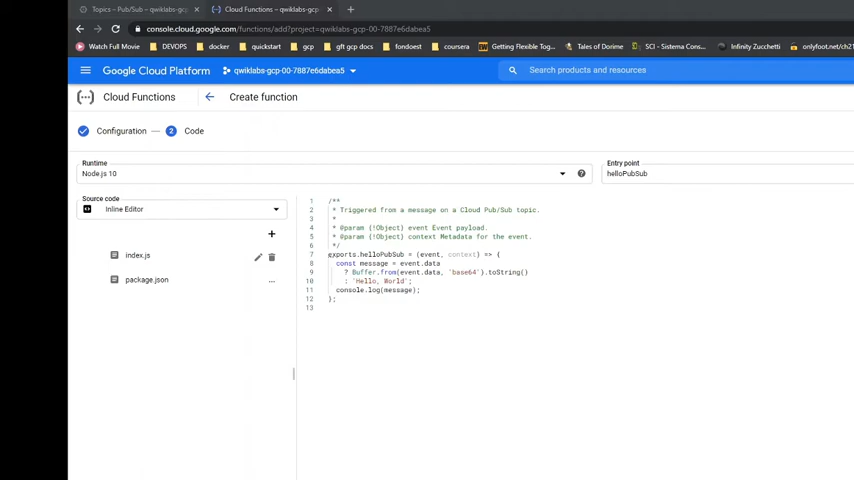 Topics – Pub/Sub – qwiklabs-gcp
Cloud Functions – qwiklabs-gcp
console.cloud.google.com/functions/add?project=qwiklabs-gcp-00-7887e6dabea5
Watch Full Movie DEVOPS docker quickstart gcp gft gcp docs fondoest coursera Getting Flexible Tog... Tales of Dorime SCI - Sistema Cons... Infinity Zucchetti onlyfoot.net/ch21
Google Cloud Platform qwiklabs-gcp-00-7887e6dabea5 Search products and resources
Cloud Functions Create function
Configuration — 2 Code
Runtime Entry point
Node.js 10 helloPubSub
Source code
Inline Editor
index.js
package.json
1 /**
2 * Triggered from a message on a Cloud Pub/Sub topic.
3 *
4 * @param {!Object} event Event payload.
5 * @param {!Object} context Metadata for the event.
6 */
7 exports.helloPubSub = (event, context) => {
8 const message = event.data
9 ? Buffer.from(event.data, 'base64').toString()
10 : 'Hello, World';
11 console.log(message);
12 };
13